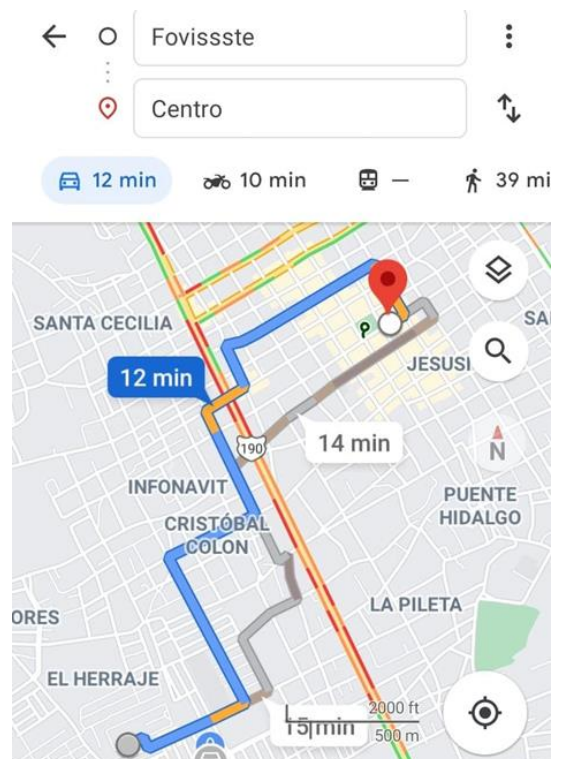 Fovissste
Centro
12 min
10 min
—
39 mi
SANTA CECILIA
SA
JESUSI
12 min
190
14 min
N
INFONAVIT
PUENTE
HIDALGO
CRISTÓBAL
COLON
ORES
LA PILETA
EL HERRAJE
15 min
2000 ft
500 m